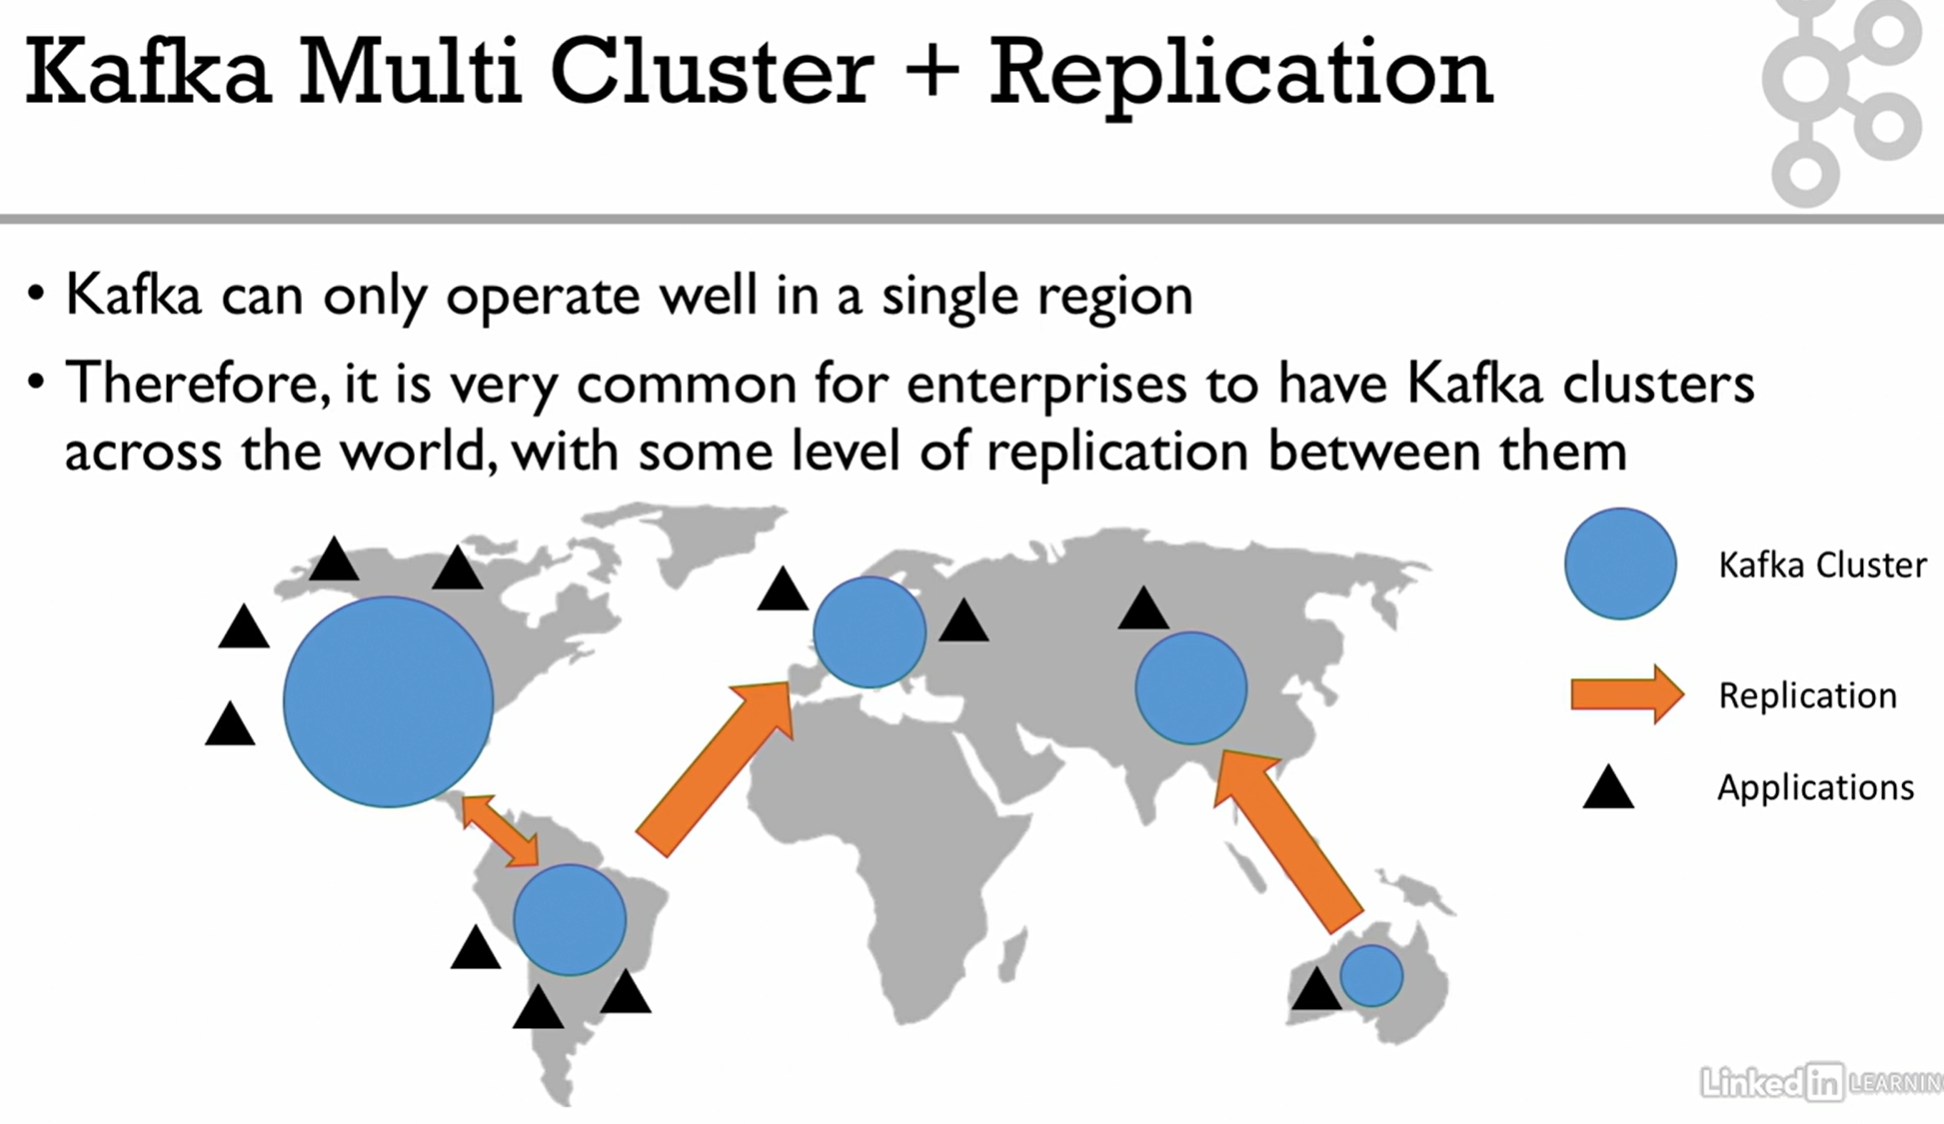 Kafka Multi Cluster + Replication
• Kafka can only operate well in a single region
• Therefore, it is very common for enterprises to have Kafka clusters
across the world, with some level of replication between them
Kafka Cluster
Replication
Applications
Linked in LEARNIN